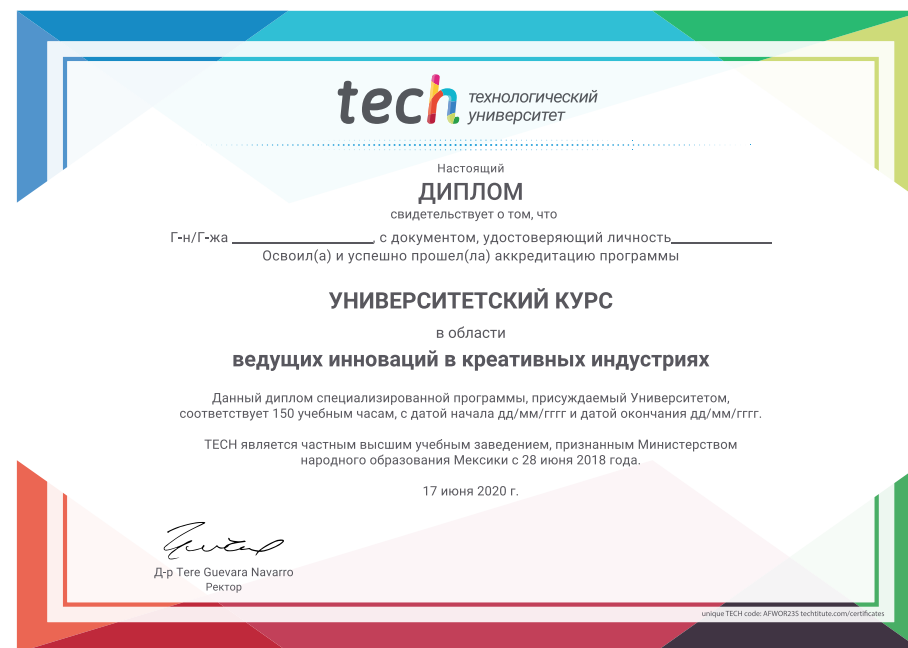 tech технологический
университет
Настоящий
ДИПЛОМ
свидетельствует о том, что
Г-н/Г-жа ____________, с документом, удостоверяющий личность____________
Освоил(а) и успешно прошел(ла) аккредитацию программы
УНИВЕРСИТЕТСКИЙ КУРС
в области
ведущих инноваций в креативных индустриях
Данный диплом специализированной программы, присуждаемый Университетом,
соответствует 150 учебным часам, с датой начала дд/мм/гггг и датой окончания дд/мм/гггг.
TECH является частным высшим учебным заведением, признанным Министерством
народного образования Мексики с 28 июня 2018 года.
17 июня 2020 г.
Д-р Tere Guevara Navarro
Ректор
unique TECH code: AFWOR23S techtitute.com/certificates